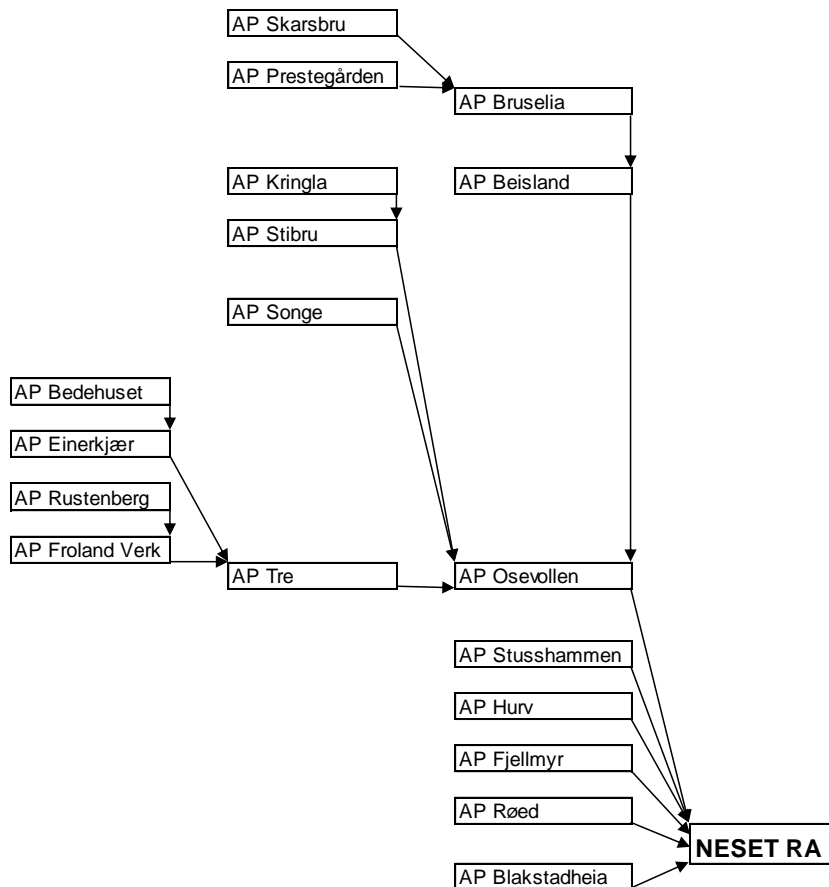 AP Skarsbru
AP Prestegården
AP Bruselia
AP Kringla
AP Beisland
AP Stibru
AP Songe
AP Bedehuset
AP Einerkjær
AP Rustenberg
AP Froland Verk
AP Tre
AP Osevollen
AP Stusshammen
AP Hurv
AP Fjellmyr
AP Røed
NESET RA
AP Blakstadheia